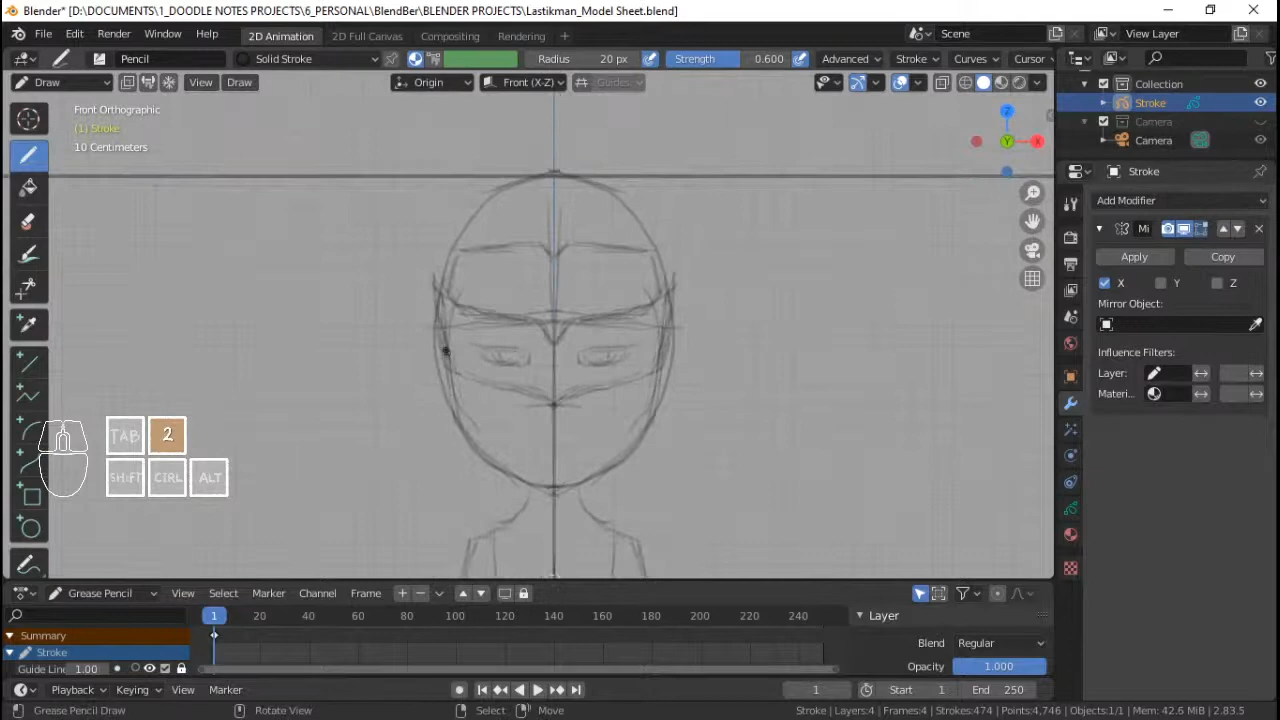 Blender* [D:\DOCUMENTS\1_DOODLE NOTES PROJECTS\6_PERSONAL\BlendBer\BLENDER PROJECTS\Lastikman_Model Sheet.blend]
File Edit Render Window Help 2D Animation 2D Full Canvas Compositing Rendering + Scene View Layer
Pencil Solid Stroke Radius 20 px Strength 0.600 Advanced Stroke Curves Cursor
Draw View Draw Origin Front (X-Z) Guides
Collection
Front Orthographic
(1) Stroke
Stroke
10 Centimeters
Camera
Camera
Stroke
Add Modifier
Mi
Apply Copy
X Y Z
Mirror Object:
Influence Filters:
Layer:
Materi..
TAB 2
SHIFT CTRL ALT
Z
Y X
Grease Pencil View Select Marker Channel Frame
1 20 40 60 80 100 120 140 160 180 200 220 240 Layer
Summary
Blend Regular
Stroke
Guide Line 1.00
Opacity 1.000
Playback Keying View Marker 1 Start 1 End 250
Grease Pencil Draw Rotate View Select Move Stroke | Layers:4 | Frames:4 | Strokes:474 | Points:4,746 | Objects:1/1 | Mem: 42.6 MiB | 2.83.5